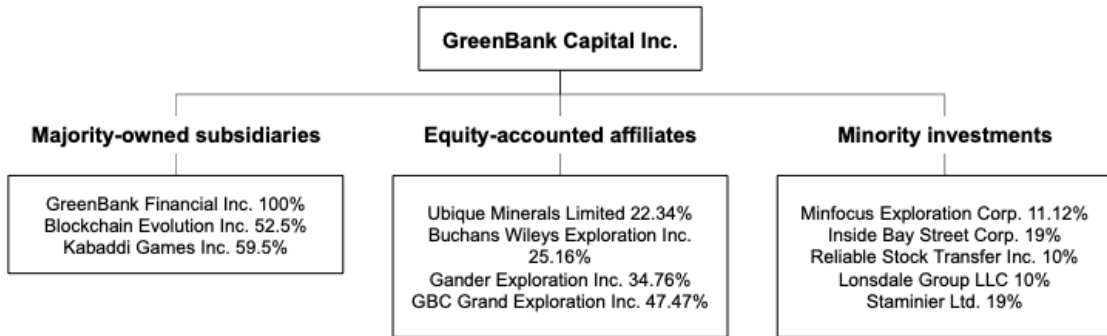 GreenBank Capital Inc.
Majority-owned subsidiaries
GreenBank Financial Inc. 100%
Blockchain Evolution Inc. 52.5%
Kabaddi Games Inc. 59.5%
Equity-accounted affiliates
Ubique Minerals Limited 22.34%
Buchans Wileys Exploration Inc.
25.16%
Gander Exploration Inc. 34.76%
GBC Grand Exploration Inc. 47.47%
Minority investments
Minfocus Exploration Corp. 11.12%
Inside Bay Street Corp. 19%
Reliable Stock Transfer Inc. 10%
Lonsdale Group LLC 10%
Staminier Ltd. 19%